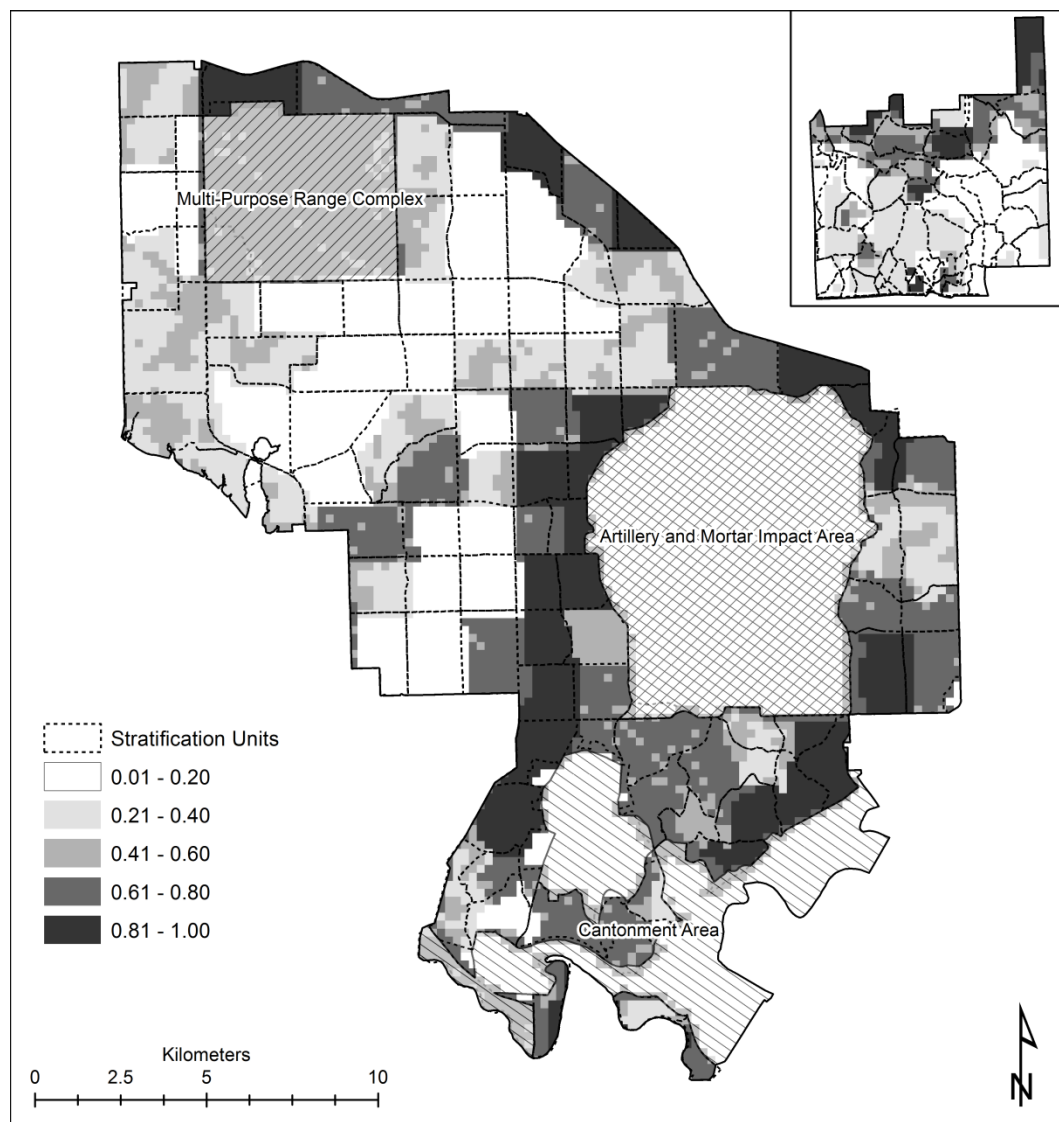 Multi-Purpose Range Complex
Artillery and Mortar Impact Area
Stratification Units
0.01 - 0.20
0.21 - 0.40
0.41 - 0.60
0.61 - 0.80
0.81 - 1.00
Cantonment Area
Kilometers
0 2.5 5 10
N